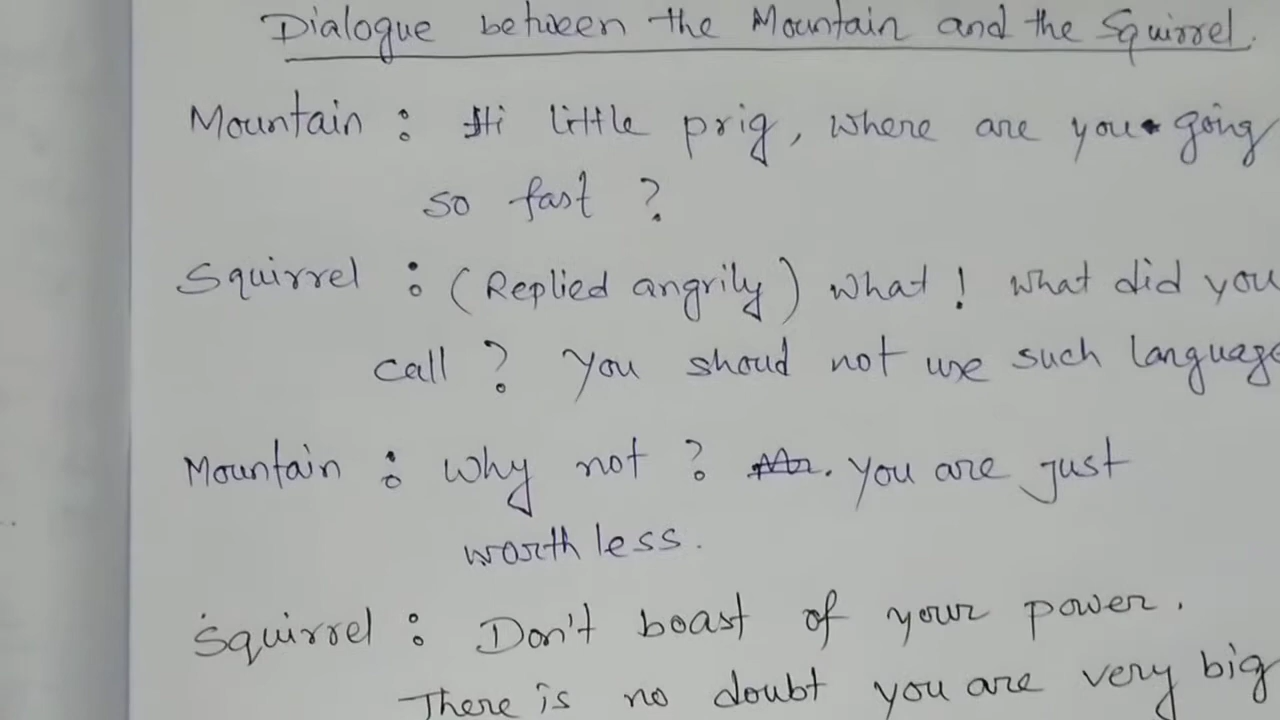 Dialogue between the Mountain and the Squirrel.
Mountain : Hi little prig, where are you going
so fast ?
Squirrel : (Replied angrily) what ! what did you
call ? You shoud not use such language
Mountain : Why not ? You are just
worthless.
Squirrel : Don't boast of your power.
There is no doubt you are very big